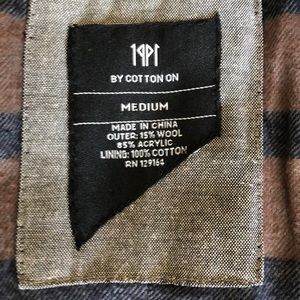 1991
BY COTTON ON
MEDIUM
MADE IN CHINA
OUTER: 15% WOOL
85% ACRYLIC
LINING: 100% COTTON
RN 129164